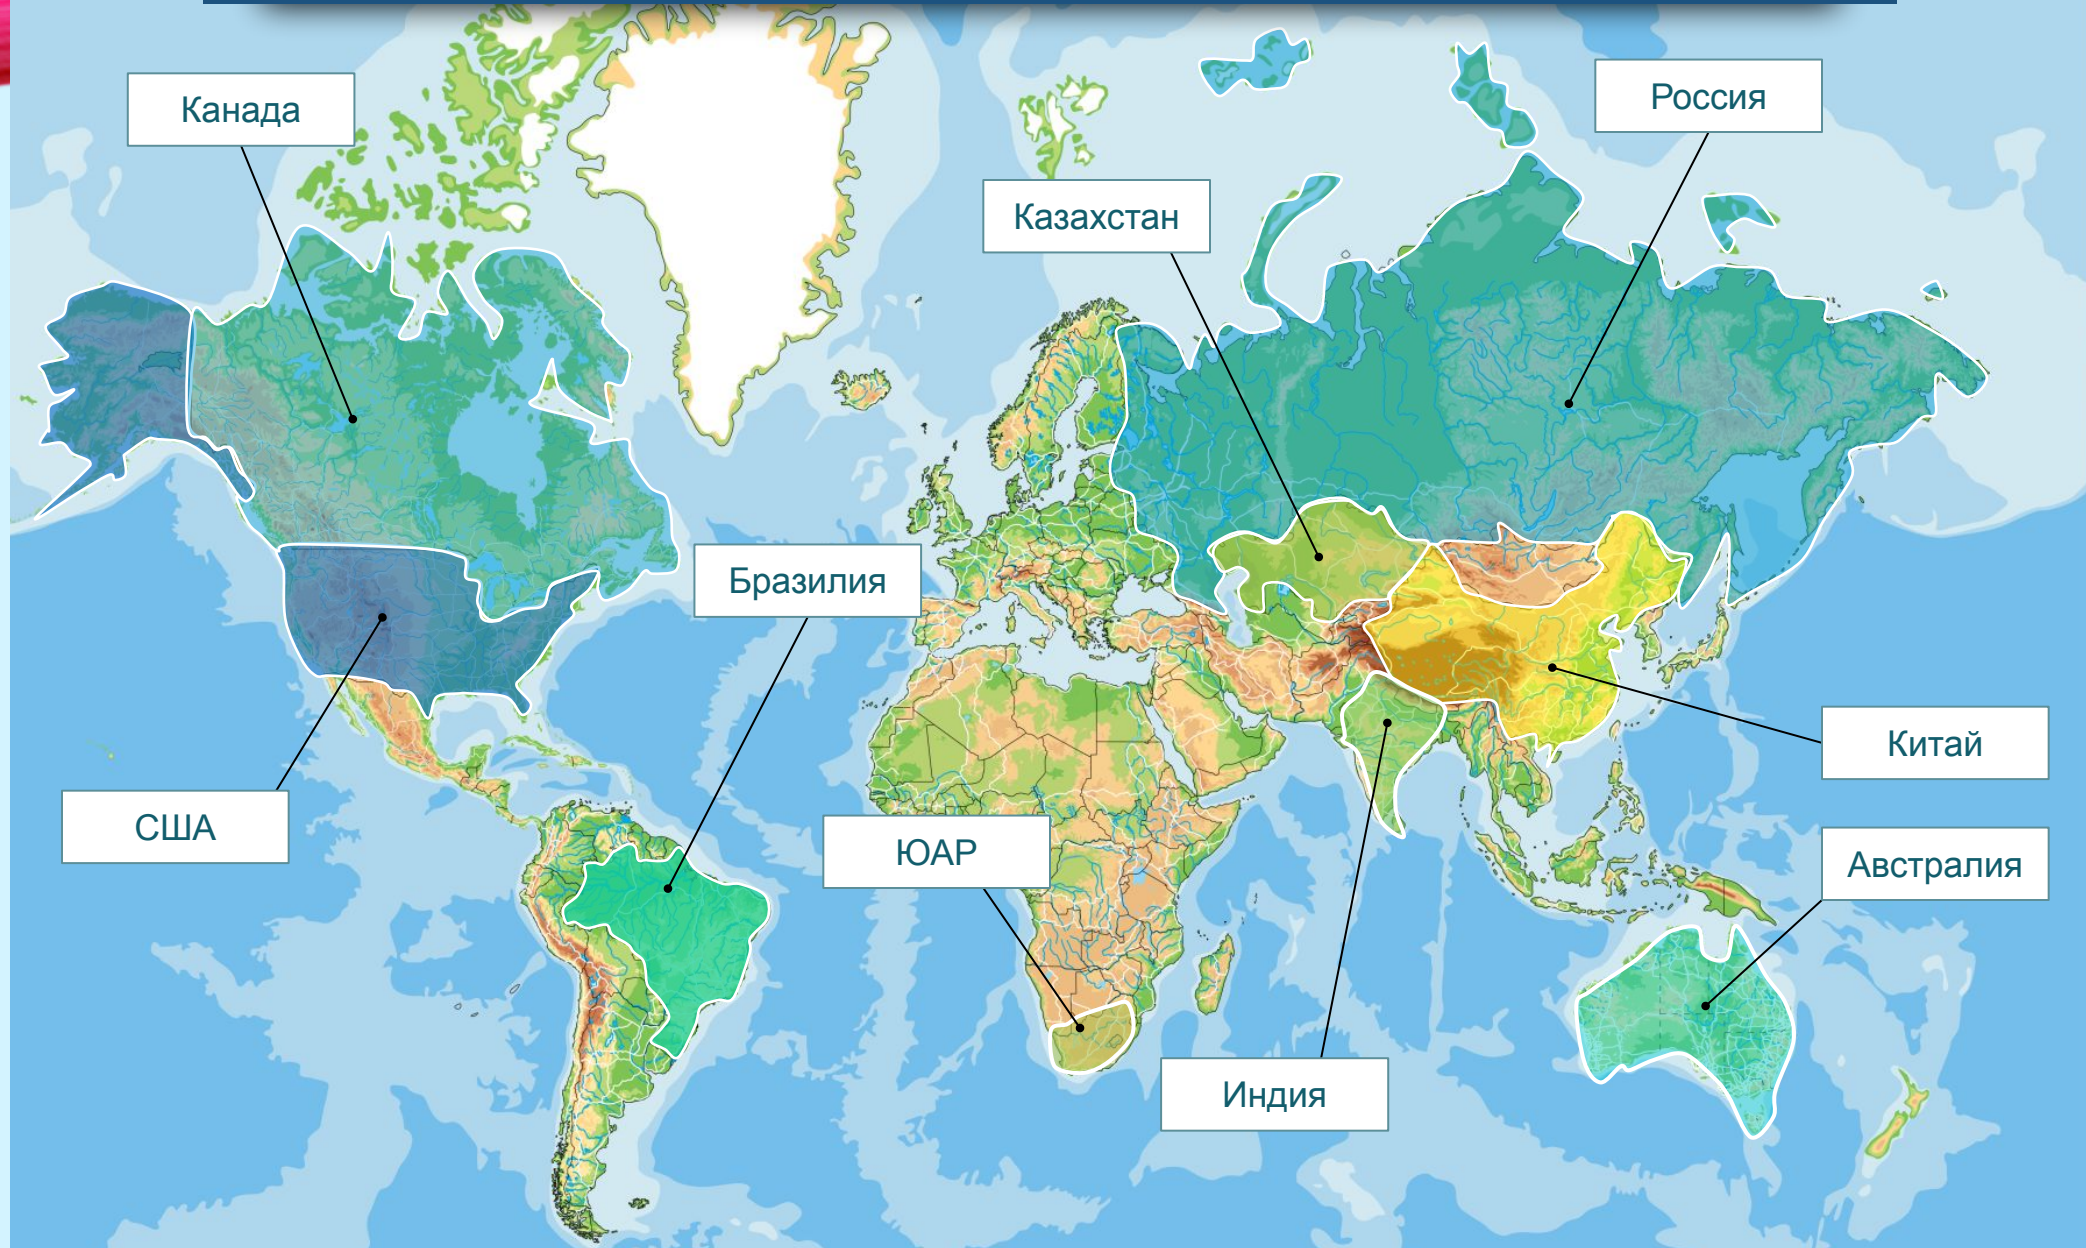 Россия
Канада
Казахстан
Бразилия
Китай
США
ЮАР
Австралия
Индия